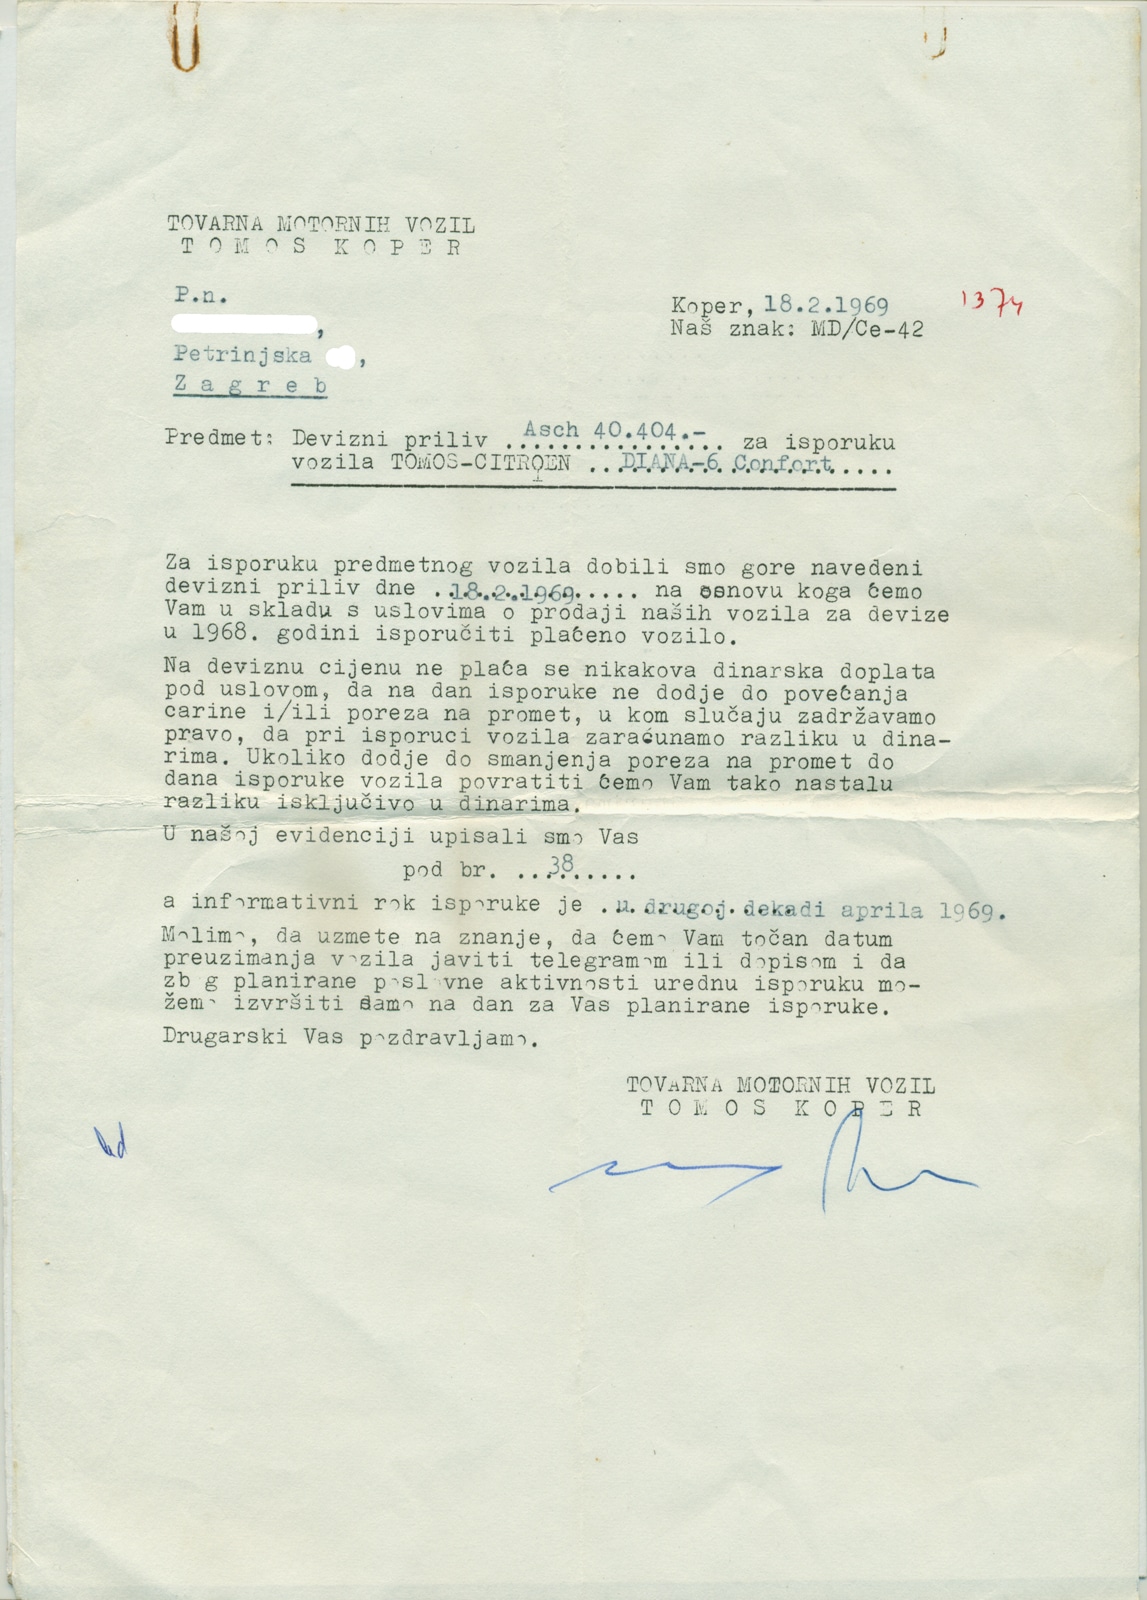 TOVARNA MOTORNIH VOZIL
T O M O S K O P E R
P.n.
,
Petrinjska ,
Z a g r e b
Koper, 18.2.1969
Naš znak: MD/Ce-42
1374
Predmet: Devizni priliv ..Asch 40.404.-.. za isporuku
vozila TOMOS-CITROEN ...DIANA-6 Confort.....
Za isporuku predmetnog vozila dobili smo gore navedeni
devizni priliv dne ..18.2.1969..... na osnovu koga ćemo
Vam u skladu s uslovima o prodaji naših vozila za devize
u 1968. godini isporučiti plaćeno vozilo.
Na deviznu cijenu ne plaća se nikakova dinarska doplata
pod uslovom, da na dan isporuke ne dodje do povećanja
carine i/ili poreza na promet, u kom slučaju zadržavamo
pravo, da pri isporuci vozila zaraćunamo razliku u dina-
rima. Ukoliko dodje do smanjenja poreza na promet do
dana isporuke vozila povratiti ćemo Vam tako nastalu
razliku isključivo u dinarima.
U našoj evidenciji upisali smo Vas
pod br. ...38......
a informativni rok isporuke je ..u drugoj dekadi aprila 1969.
Molimo, da uzmete na znanje, da ćemo Vam točan datum
preuzimanja vozila javiti telegramom ili dopisom i da
zb g planirane poslovne aktivnosti urednu isporuku mo-
žemo izvršiti samo na dan za Vas planirane isporuke.
Drugarski Vas pozdravljamo.
TOVARNA MOTORNIH VOZIL
T O M O S K O P E R